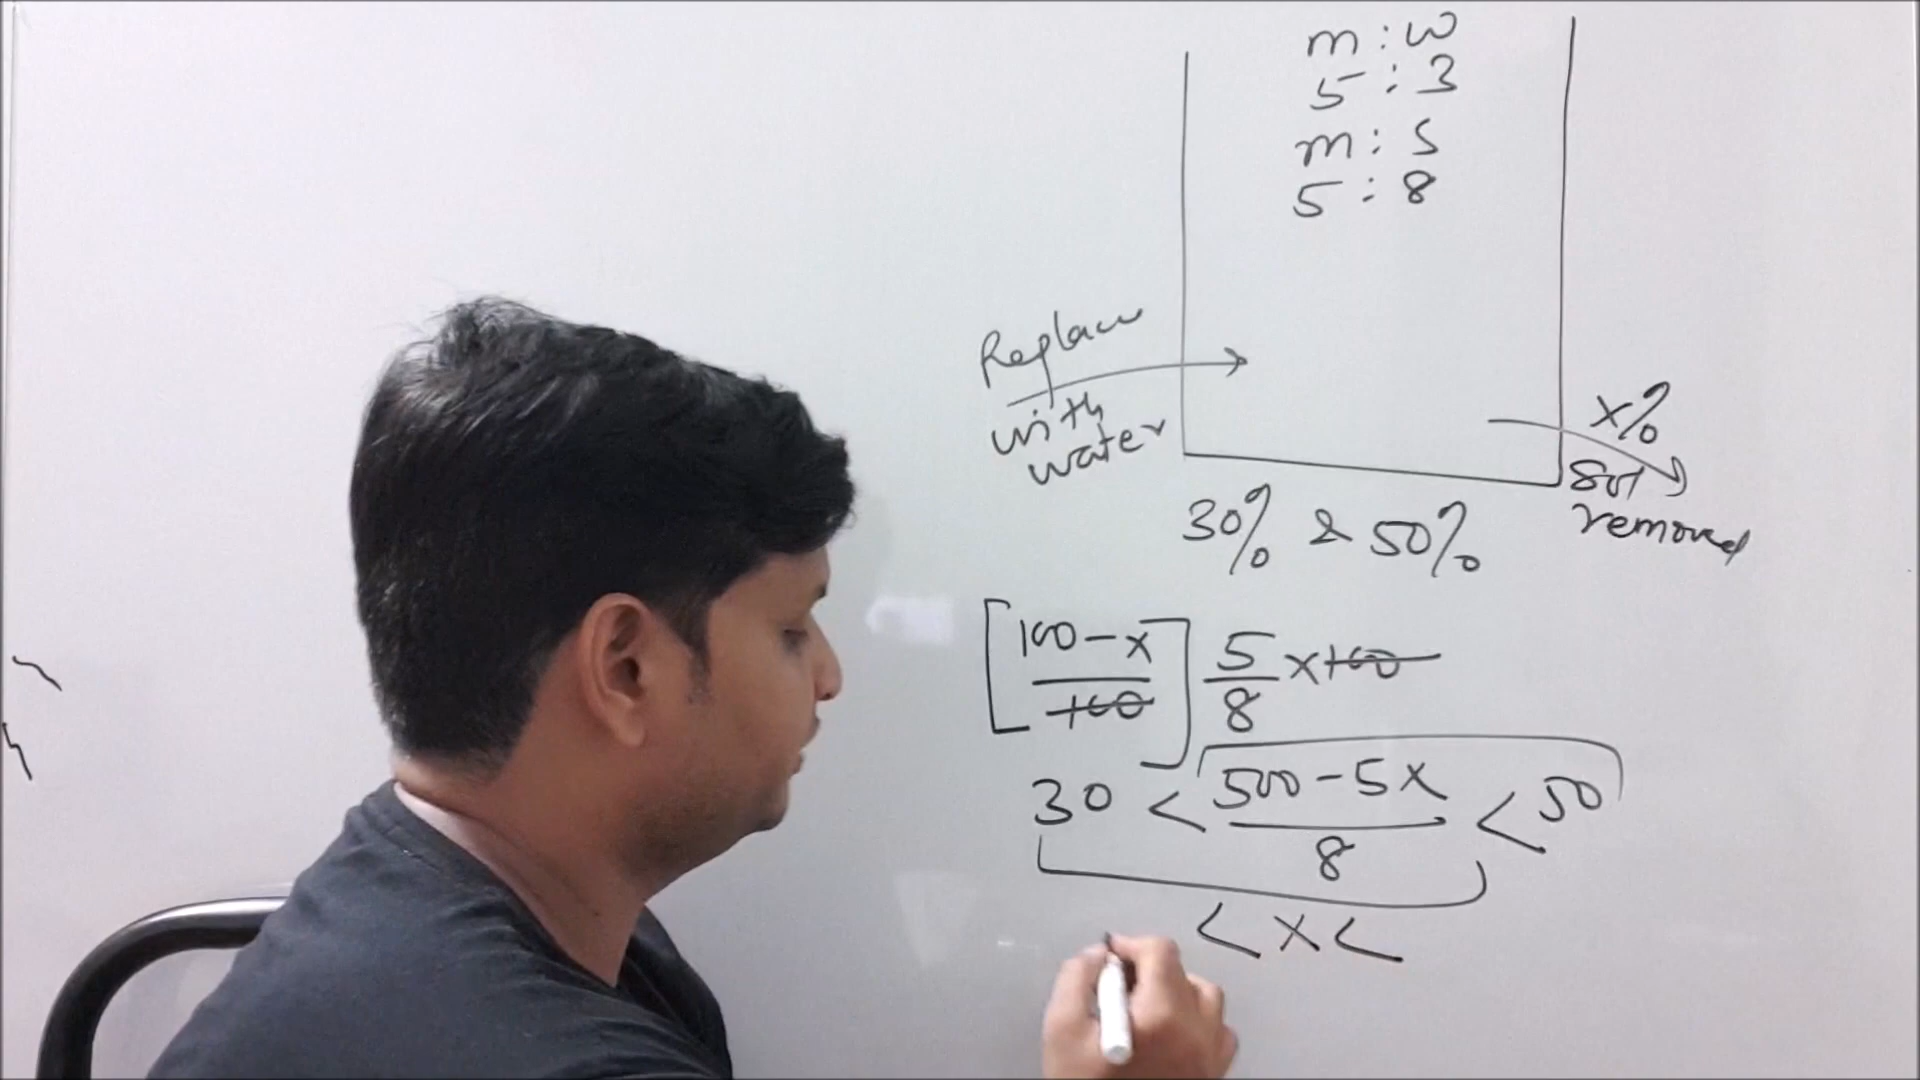 m : w
5 : 3
m : S
5 : 8
Replace
with
water
x%
Sol
removed
30% & 50%
[100 - x / 100] 5/8 x 100
30 < 500 - 5x / 8 < 50
< x <